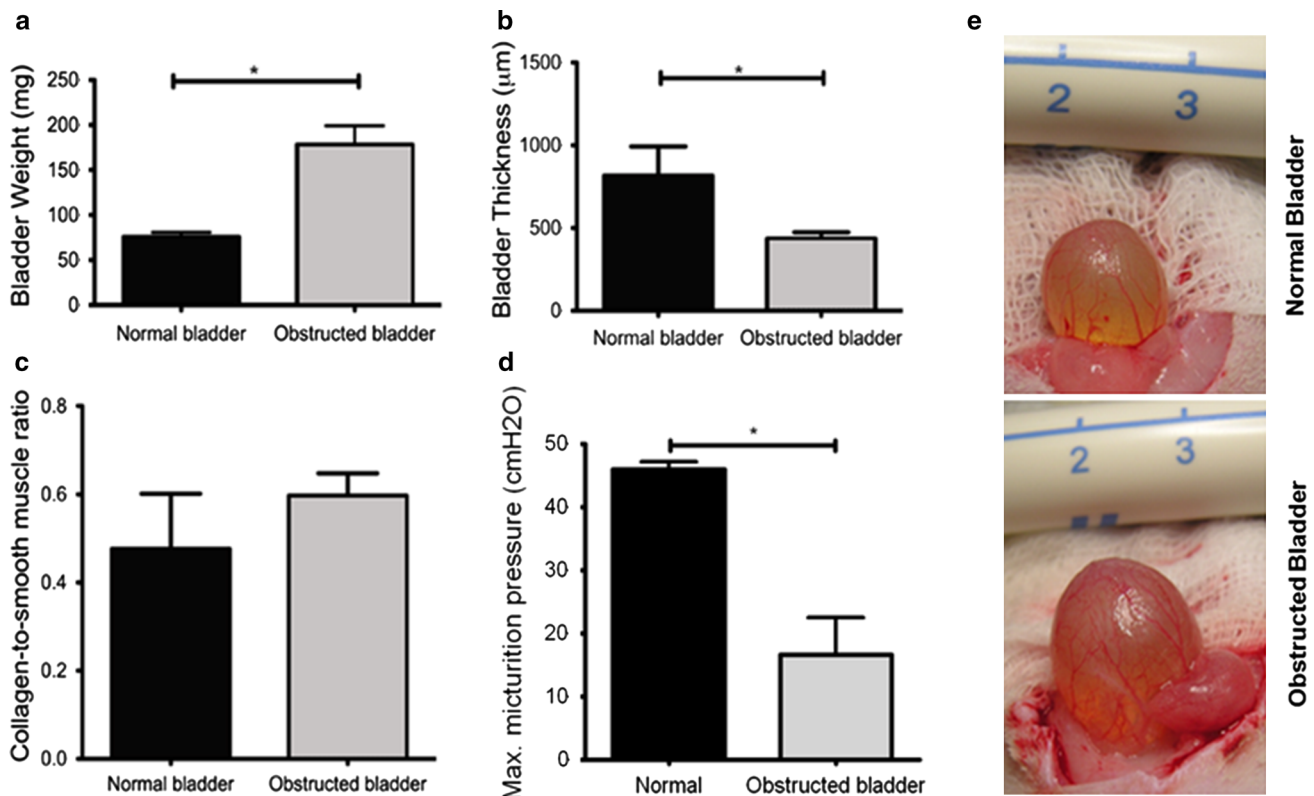 a
Bladder Weight (mg)
250
200
150
100
50
0
*
Normal bladder
Obstructed bladder
b
Bladder Thickness (μm)
1500
1000
500
0
*
Normal bladder
Obstructed bladder
c
Collagen-to-smooth muscle ratio
0.8
0.6
0.4
0.2
0.0
Normal bladder
Obstructed bladder
d
Max. micturition pressure (cmH2O)
50
40
30
20
10
0
*
Normal
Obstructed bladder
e
2
3
Normal Bladder
2
3
Obstructed Bladder